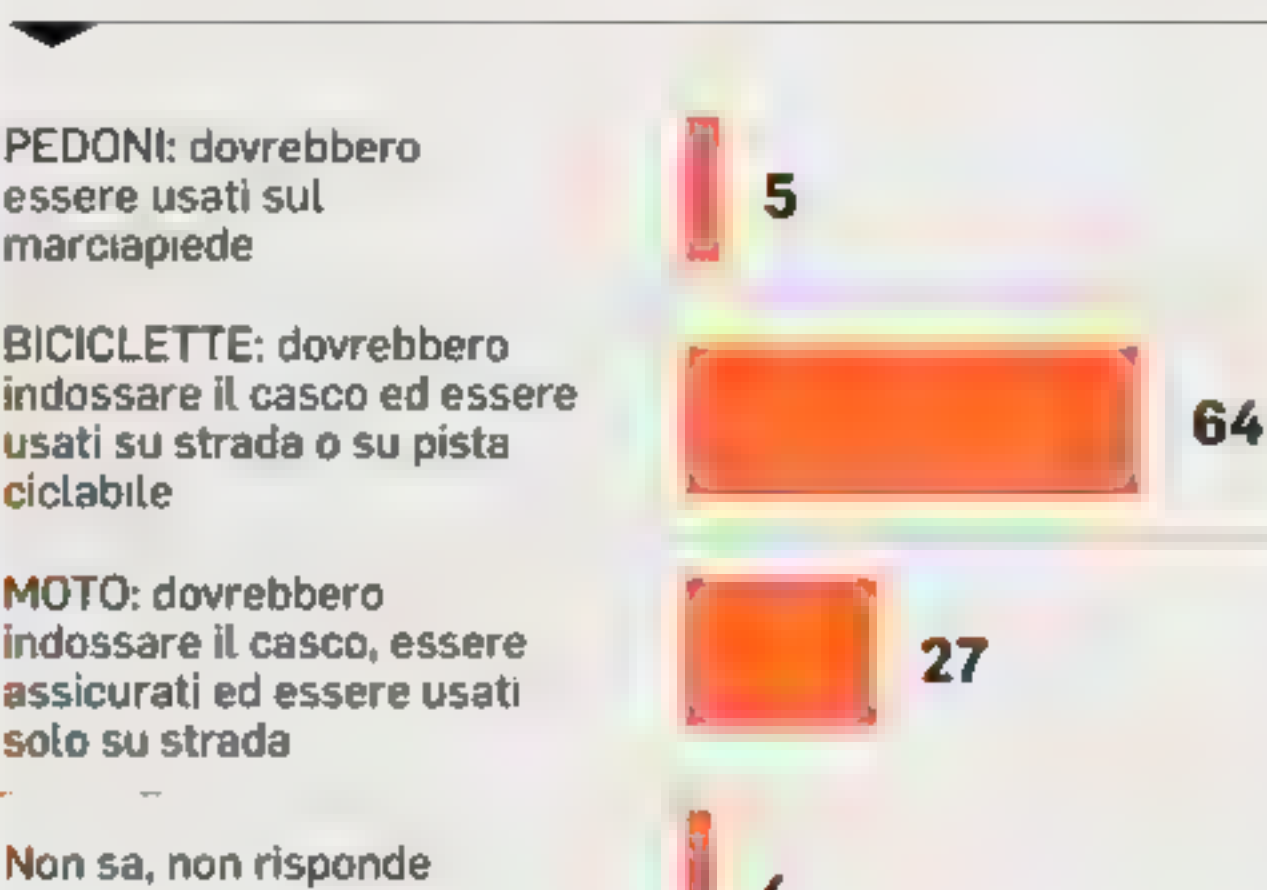 PEDONI: dovrebbero
essere usati sul
marciapiede
5
BICICLETTE: dovrebbero
indossare il casco ed essere
usati su strada o su pista
ciclabile
64
MOTO: dovrebbero
indossare il casco, essere
assicurati ed essere usati
solo su strada
27
Non sa, non risponde